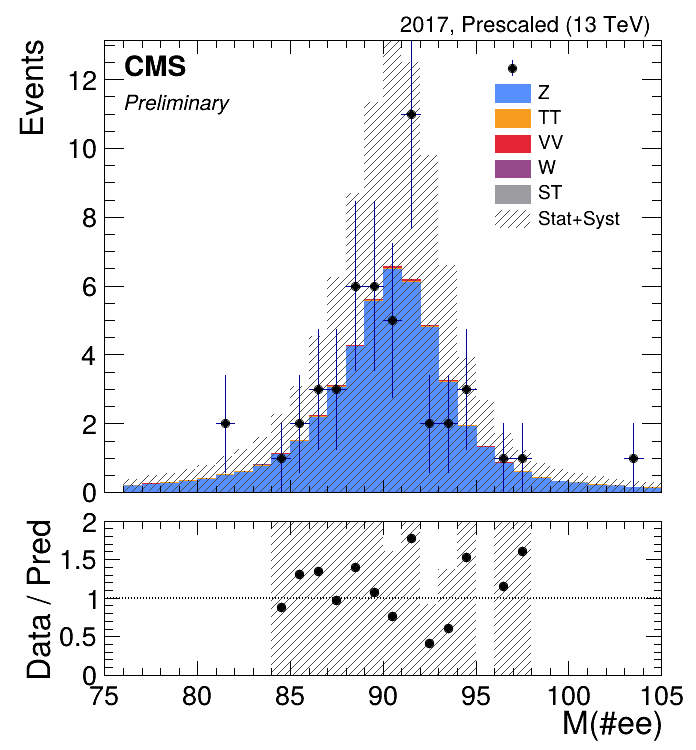 2017, Prescaled (13 TeV)
Events
CMS
Preliminary
Z
TT
VV
W
ST
Stat+Syst
12
10
8
6
4
2
0
Data / Pred
2
1.5
1
0.5
0
75 80 85 90 95 100 105
M(#ee)